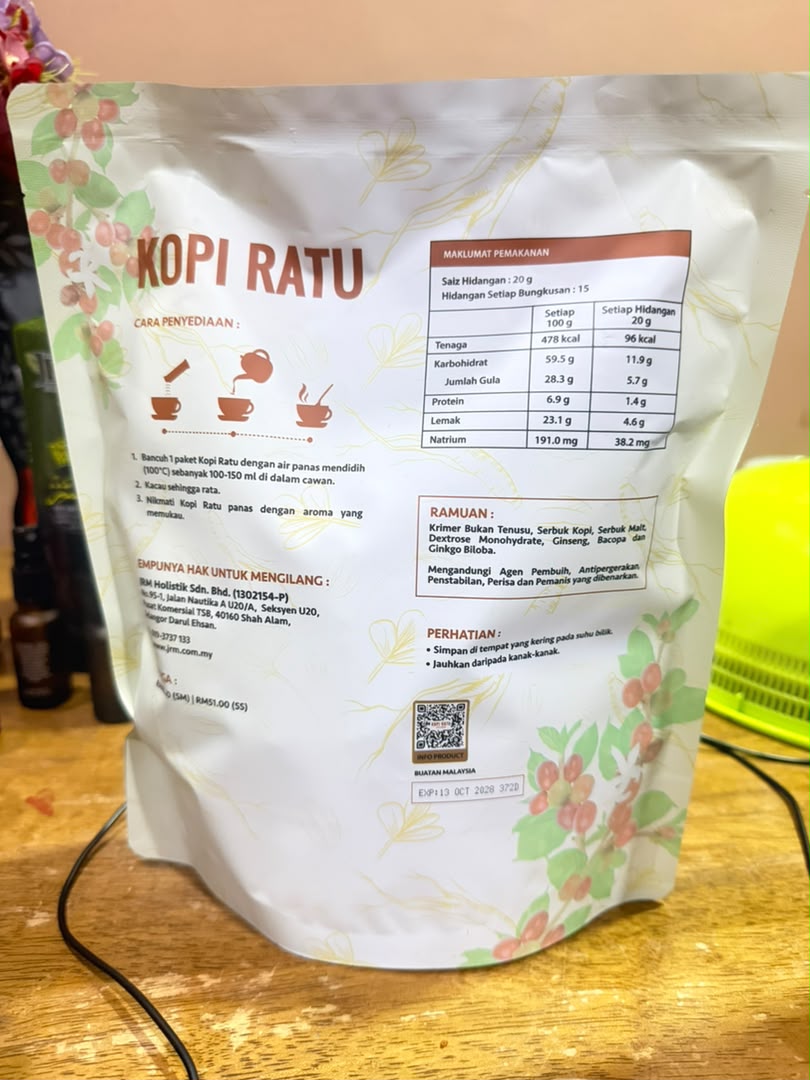 KOPI RATU
CARA PENYEDIAAN :
1. Bancuh 1 paket Kopi Ratu dengan air panas mendidih
(100°C) sebanyak 100-150 ml di dalam cawan.
2. Kacau sehingga rata.
3. Nikmati Kopi Ratu panas dengan aroma yang
memukau.
EMPUNYA HAK UNTUK MENGILANG :
JRM Holistik Sdn. Bhd. (1302154-P)
No.95-1, Jalan Nautika A U20/A, Seksyen U20,
Komersial TSB, 40160 Shah Alam,
Darul Ehsan.
-3737 133
.jrm.com.my
(SM) | RM51.00 (SS)
MAKLUMAT PEMAKANAN
Saiz Hidangan : 20 g
Hidangan Setiap Bungkusan : 15
Setiap 100 g Setiap Hidangan 20 g
Tenaga 478 kcal 96 kcal
Karbohidrat 59.5 g 11.9 g
Jumlah Gula 28.3 g 5.7 g
Protein 6.9 g 1.4 g
Lemak 23.1 g 4.6 g
Natrium 191.0 mg 38.2 mg
RAMUAN :
Krimer Bukan Tenusu, Serbuk Kopi, Serbuk Malt,
Dextrose Monohydrate, Ginseng, Bacopa dan
Ginkgo Biloba.
Mengandungi Agen Pembuih, Antipergerakan,
Penstabilan, Perisa dan Pemanis yang dibenarkan.
PERHATIAN :
• Simpan di tempat yang kering pada suhu bilik.
• Jauhkan daripada kanak-kanak.
KOPI RATU
INFO PRODUCT
BUATAN MALAYSIA
EXP:13 OCT 2028 372D